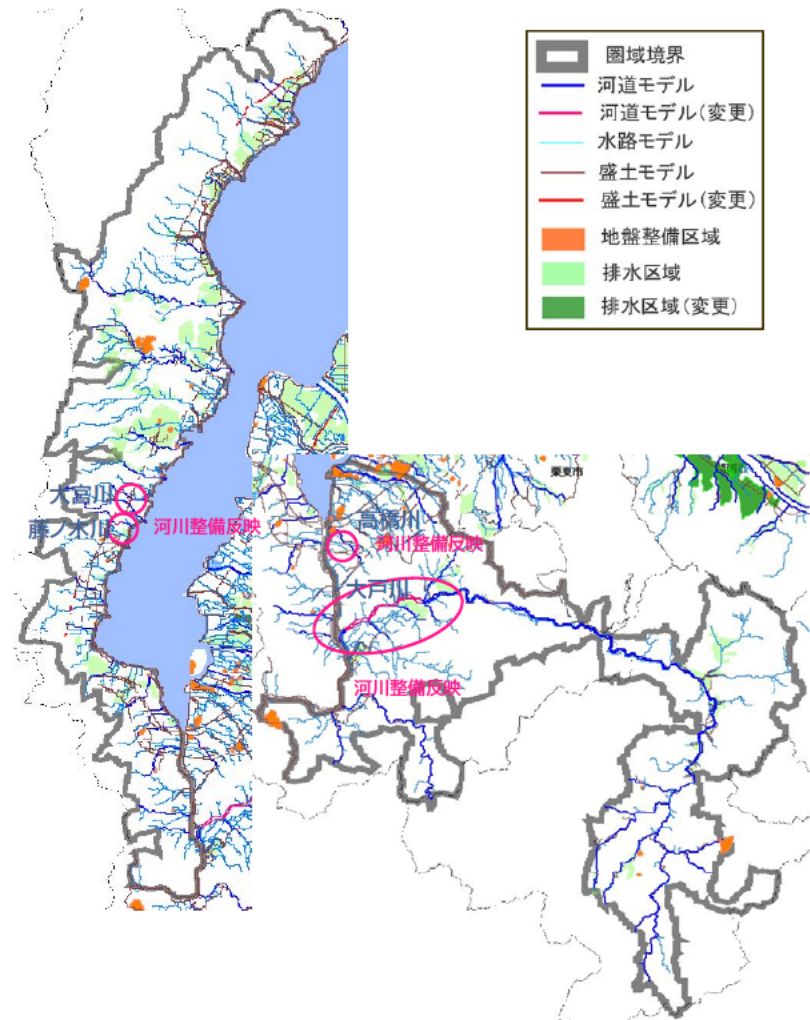 圏域境界
河道モデル
河道モデル(変更)
水路モデル
盛土モデル
盛土モデル(変更)
地盤整備区域
排水区域
排水区域(変更)
栗東市
大宮川
藤ノ木川
河川整備反映
高橋川
河川整備反映
大戸川
河川整備反映